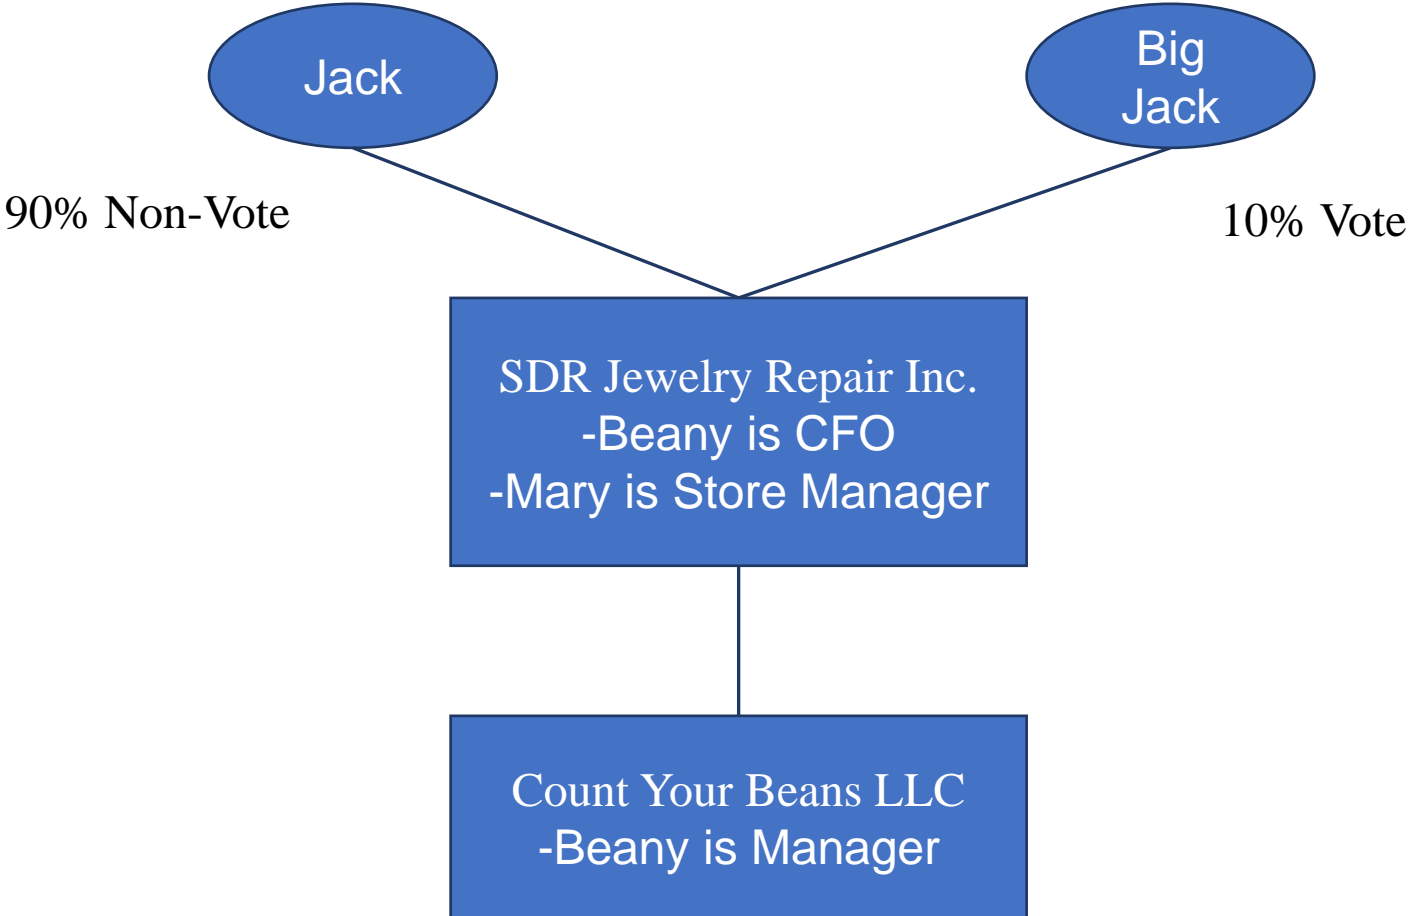 Jack
Big
Jack
90% Non-Vote
10% Vote
SDR Jewelry Repair Inc.
-Beany is CFO
-Mary is Store Manager
Count Your Beans LLC
-Beany is Manager